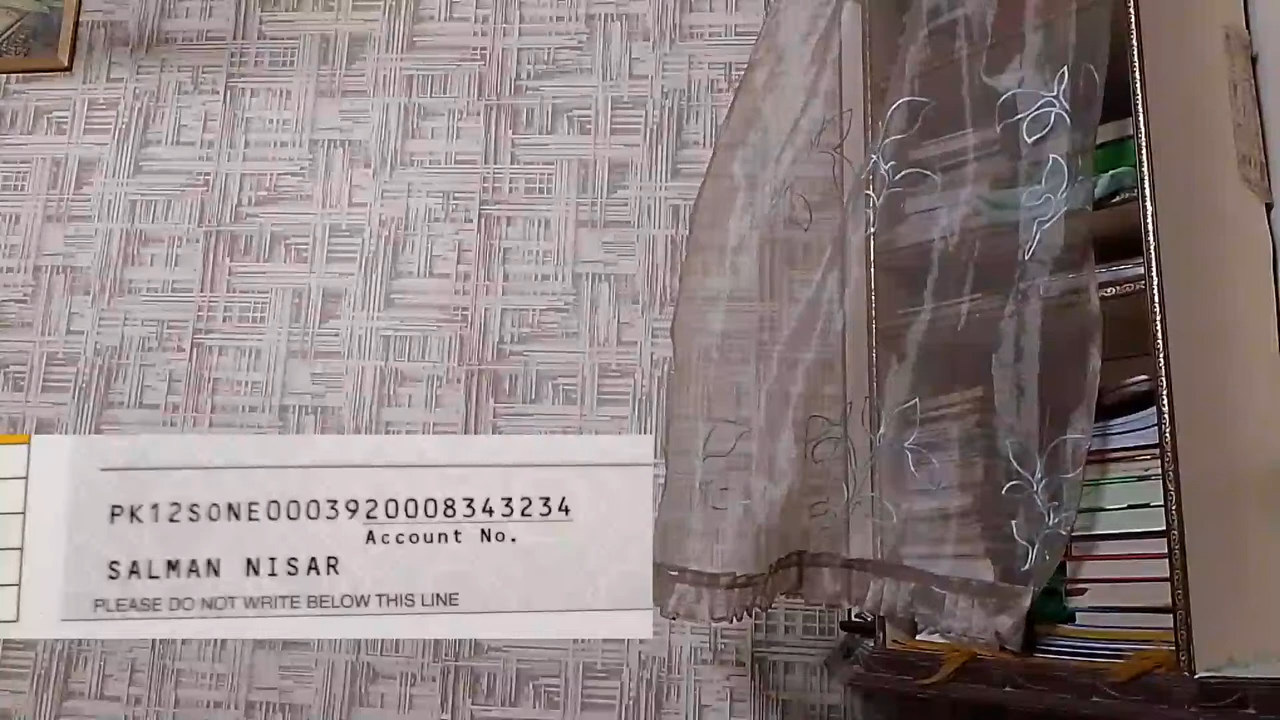 PK12SONE0003920008343234
Account No.
SALMAN NISAR
PLEASE DO NOT WRITE BELOW THIS LINE